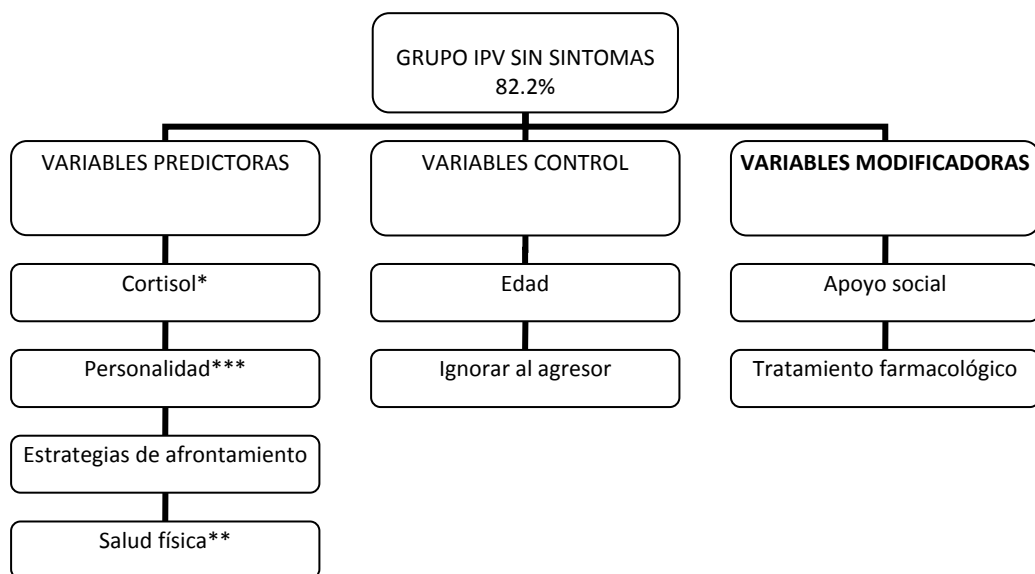 GRUPO IPV SIN SINTOMAS
82.2%
VARIABLES PREDICTORAS
VARIABLES CONTROL
VARIABLES MODIFICADORAS
Cortisol*
Edad
Apoyo social
Personalidad***
Ignorar al agresor
Tratamiento farmacológico
Estrategias de afrontamiento
Salud física**